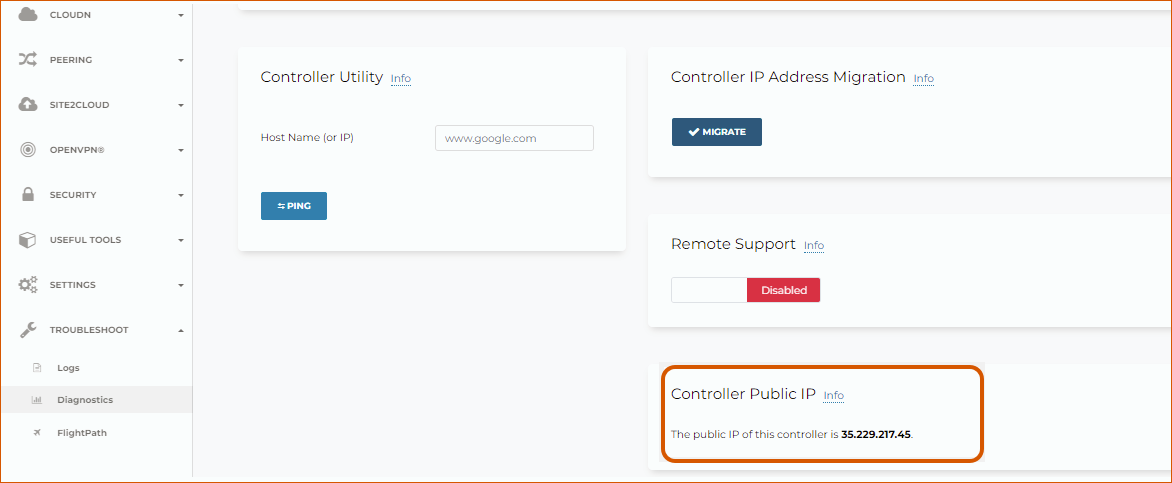 CLOUDN
PEERING
SITE2CLOUD
OPENVPN®
SECURITY
USEFUL TOOLS
SETTINGS
TROUBLESHOOT
Logs
Diagnostics
FlightPath
Controller Utility Info
Host Name (or IP) www.google.com
PING
Controller IP Address Migration Info
MIGRATE
Remote Support Info
Disabled
Controller Public IP Info
The public IP of this controller is 35.229.217.45.